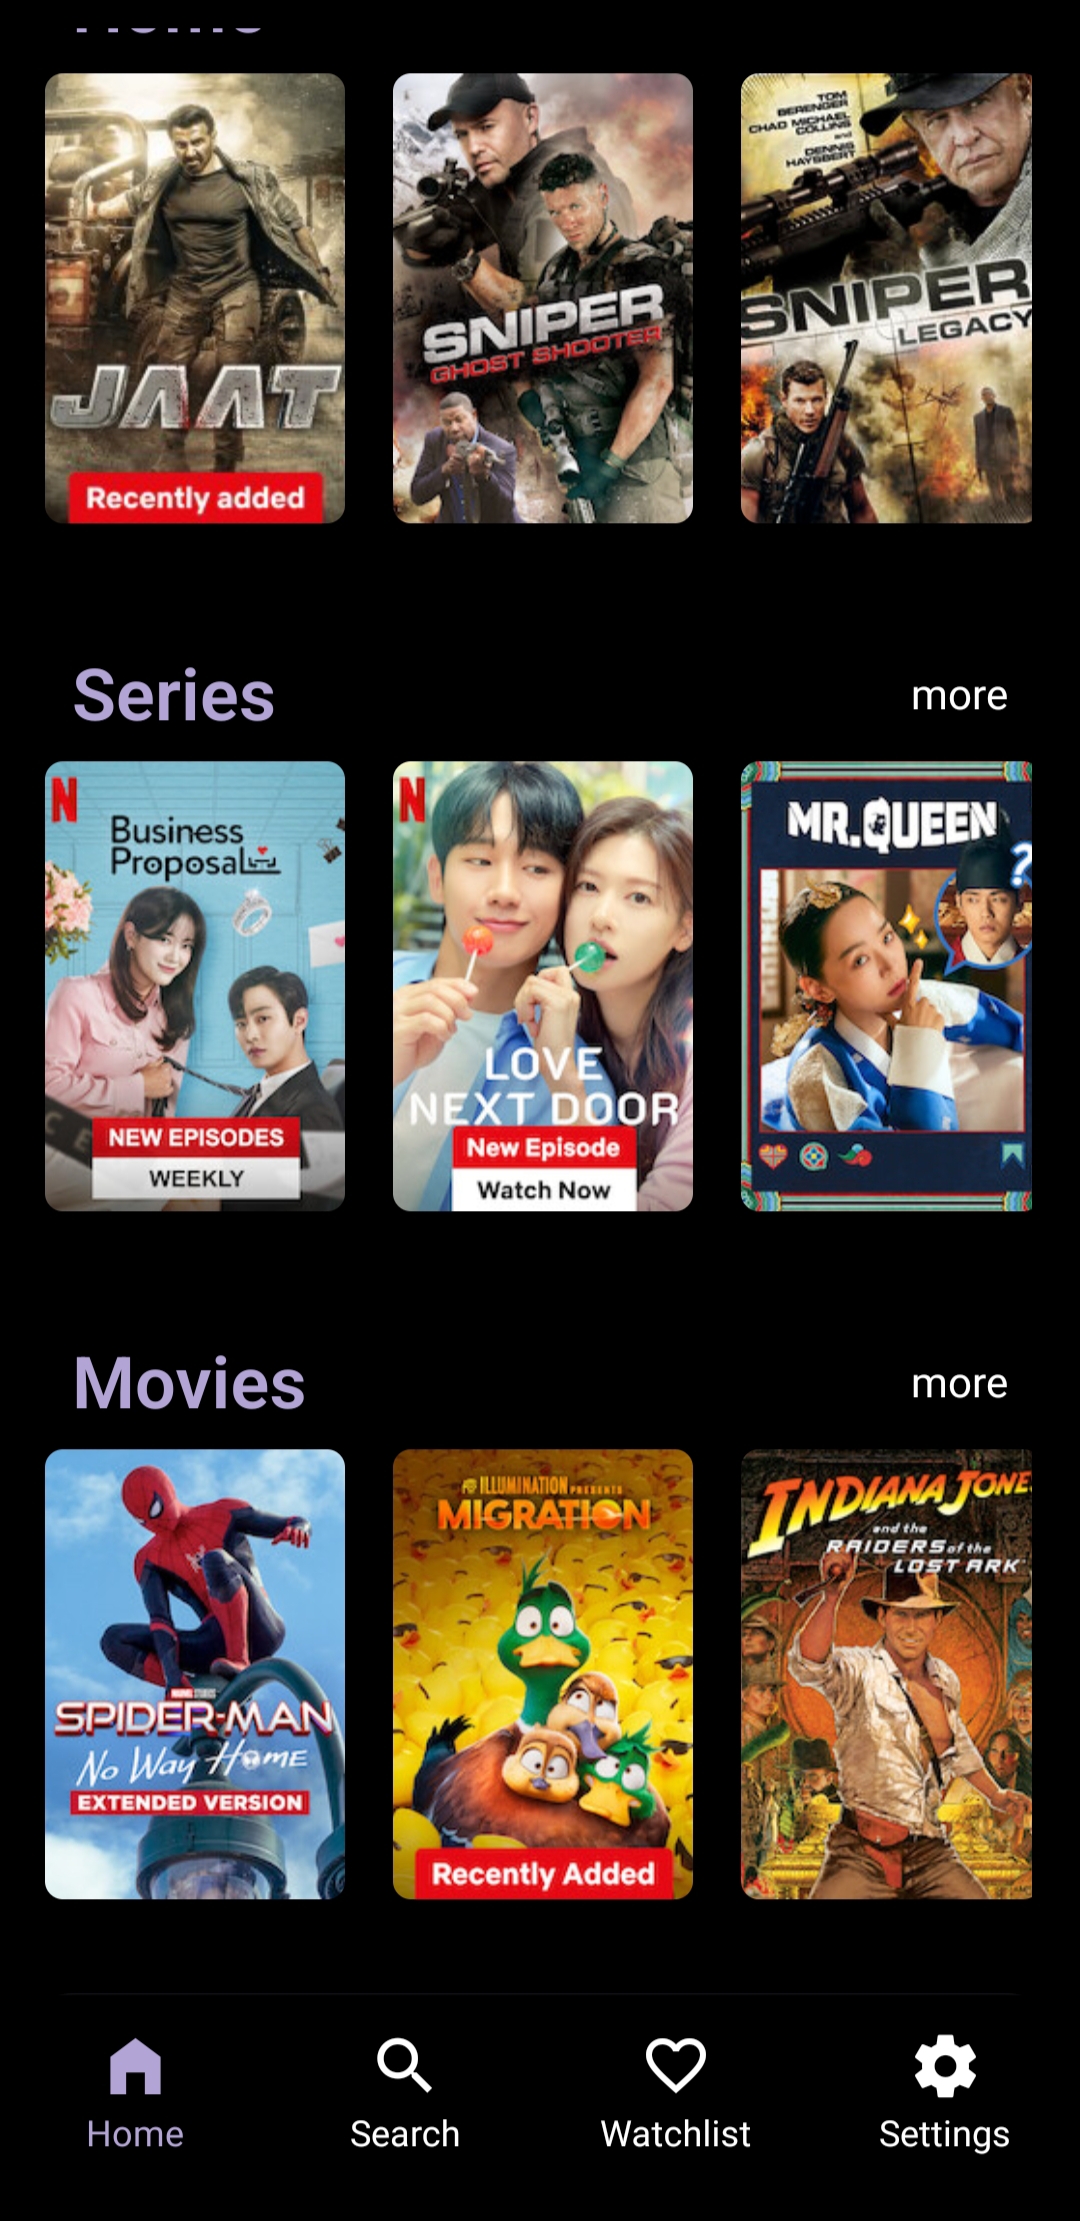 JAAT
Recently added
SNIPER
GHOST SHOOTER
TOM
BERENGER
CHAD MICHAEL
COLLINS
and
DENNIS
HAYSBERT
SNIPER
LEGACY
Series
more
N
Business
Proposal
NEW EPISODES
WEEKLY
N
LOVE
NEXT DOOR
New Episode
Watch Now
MR.QUEEN
?
Movies
more
SPIDER-MAN
No Way Home
EXTENDED VERSION
ILLUMINATION PRESENTS
MIGRATION
Recently Added
INDIANA JONE
and the
RAIDERS of the
LOST ARK
Home
Search
Watchlist
Settings